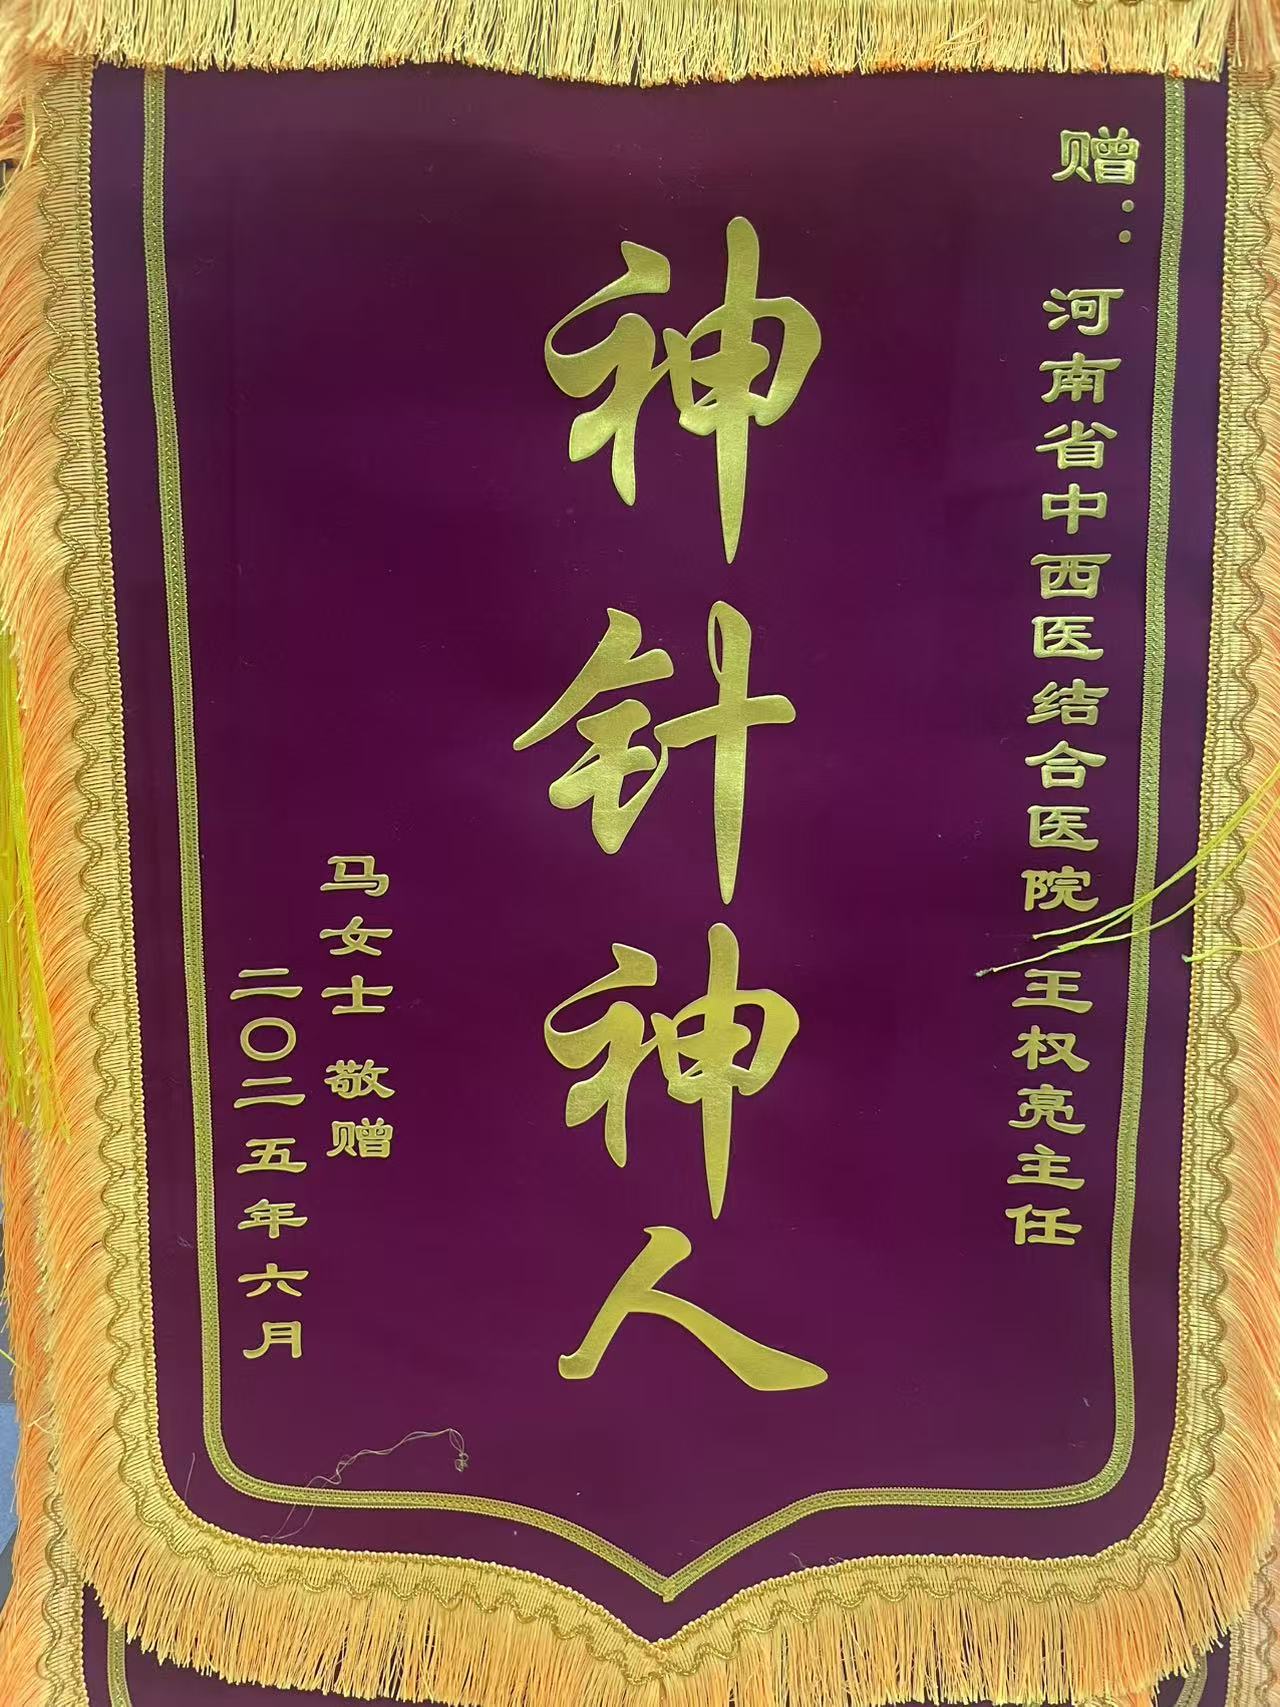 赠：河南省中西医结合医院 王权亮主任
神针神人
马女士 敬赠
二〇二五年六月